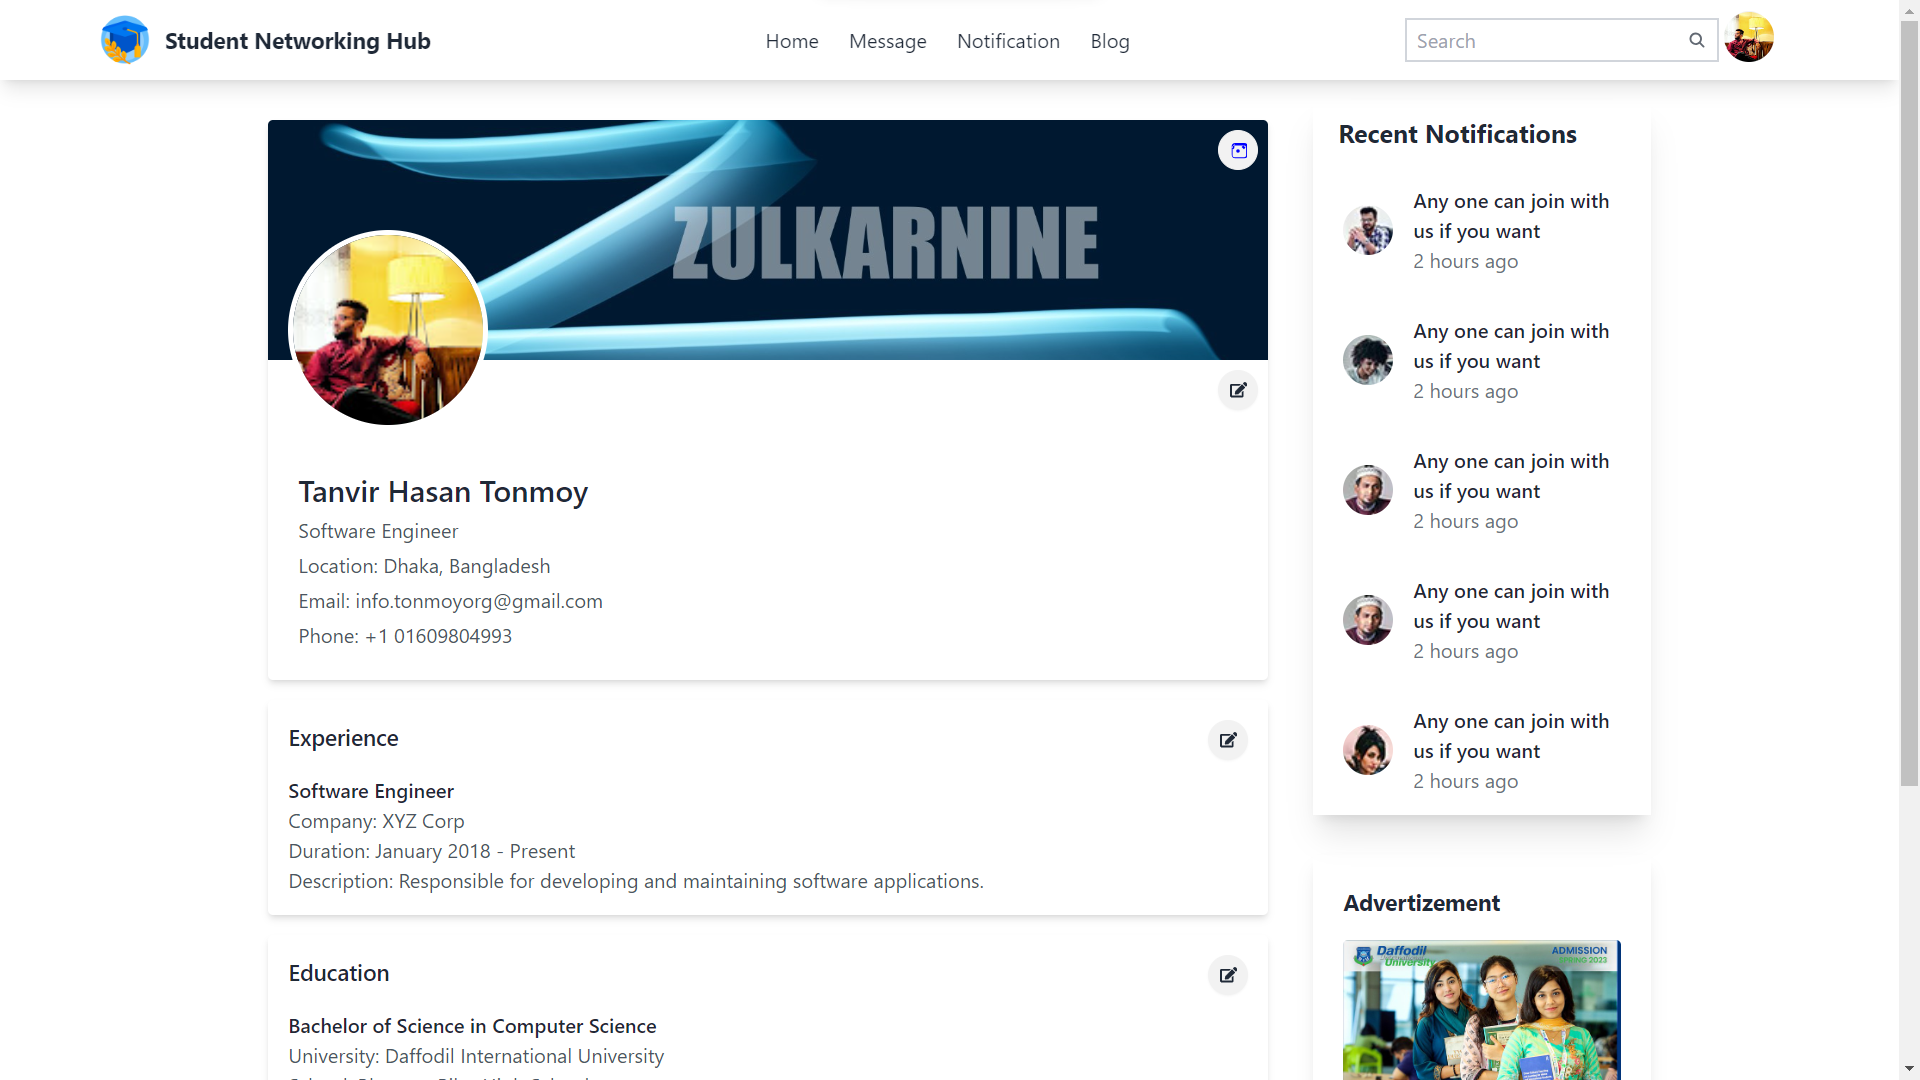 Student Networking Hub
Home
Message
Notification
Blog
Search
ZULKARNINE
Tanvir Hasan Tonmoy
Software Engineer
Location: Dhaka, Bangladesh
Email: info.tonmoyorg@gmail.com
Phone: +1 01609804993
Experience
Software Engineer
Company: XYZ Corp
Duration: January 2018 - Present
Description: Responsible for developing and maintaining software applications.
Education
Bachelor of Science in Computer Science
University: Daffodil International University
Recent Notifications
Any one can join with
us if you want
2 hours ago
Any one can join with
us if you want
2 hours ago
Any one can join with
us if you want
2 hours ago
Any one can join with
us if you want
2 hours ago
Any one can join with
us if you want
2 hours ago
Advertizement
Daffodil
University
ADMISSION
SPRING 2023